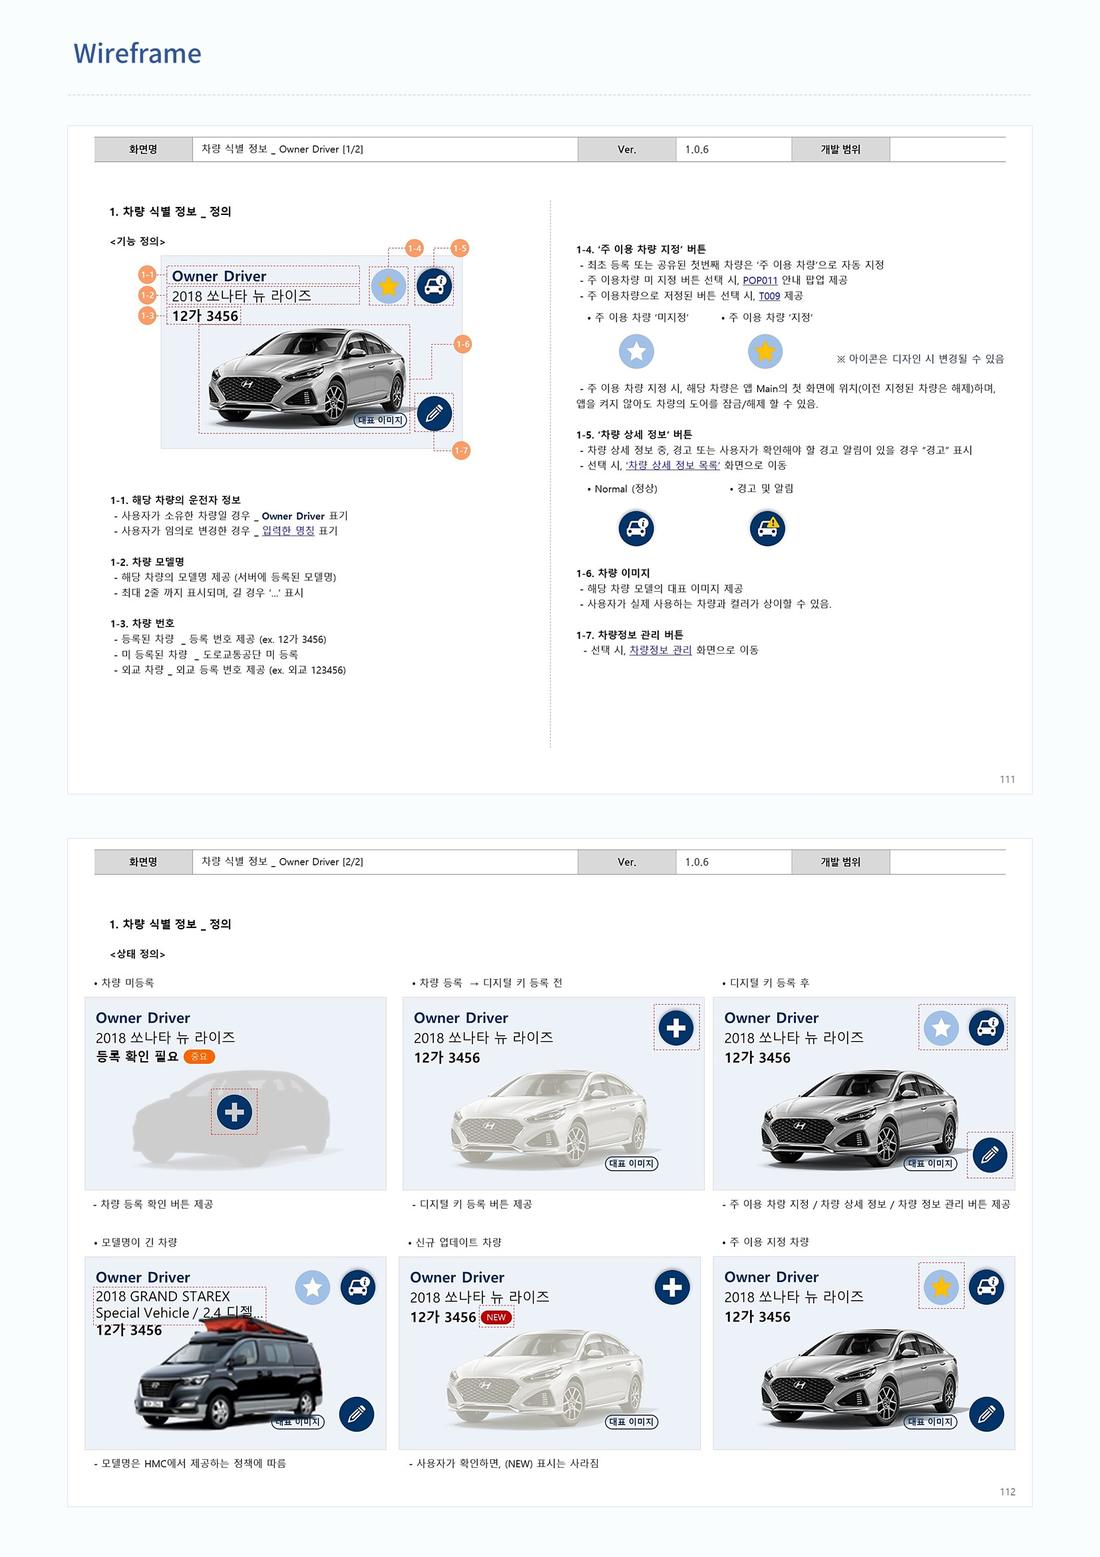 Wireframe
화면명 차량 식별 정보 _ Owner Driver [1/2] Ver. 1.0.6 개발 범위
1. 차량 식별 정보 _ 정의
<기능 정의>
1-4 1-5
1-1 Owner Driver
1-2 2018 쏘나타 뉴 라이즈
1-3 12가 3456
1-6
대표 이미지
1-7
1-1. 해당 차량의 운전자 정보
- 사용자가 소유한 차량일 경우 _ Owner Driver 표기
- 사용자가 임의로 변경한 경우 _ 입력한 명칭 표기
1-2. 차량 모델명
- 해당 차량의 모델명 제공 (서버에 등록된 모델명)
- 최대 2줄 까지 표시되며, 길 경우 '...' 표시
1-3. 차량 번호
- 등록된 차량 _ 등록 번호 제공 (ex. 12가 3456)
- 미 등록된 차량 _ 도로교통공단 미 등록
- 외교 차량 _ 외교 등록 번호 제공 (ex. 외교 123456)
1-4. '주 이용 차량 지정' 버튼
- 최초 등록 또는 공유된 첫번째 차량은 '주 이용 차량'으로 자동 지정
- 주 이용차량 미 지정 버튼 선택 시, POP011 안내 팝업 제공
- 주 이용차량으로 저정된 버튼 선택 시, T009 제공
• 주 이용 차량 '미지정' • 주 이용 차량 '지정'
※ 아이콘은 디자인 시 변경될 수 있음
- 주 이용 차량 지정 시, 해당 차량은 앱 Main의 첫 화면에 위치(이전 지정된 차량은 해제)하며,
앱을 켜지 않아도 차량의 도어를 잠금/해제 할 수 있음.
1-5. '차량 상세 정보' 버튼
- 차량 상세 정보 중, 경고 또는 사용자가 확인해야 할 경고 알림이 있을 경우 "경고" 표시
- 선택 시, '차량 상세 정보 목록' 화면으로 이동
• Normal (정상) • 경고 및 알림
1-6. 차량 이미지
- 해당 차량 모델의 대표 이미지 제공
- 사용자가 실제 사용하는 차량과 컬러가 상이할 수 있음.
1-7. 차량정보 관리 버튼
- 선택 시, 차량정보 관리 화면으로 이동
111
화면명 차량 식별 정보 _ Owner Driver [2/2] Ver. 1.0.6 개발 범위
1. 차량 식별 정보 _ 정의
<상태 정의>
• 차량 미등록
Owner Driver
2018 쏘나타 뉴 라이즈
등록 확인 필요 중요
- 차량 등록 확인 버튼 제공
• 차량 등록 → 디지털 키 등록 전
Owner Driver
2018 쏘나타 뉴 라이즈
12가 3456
대표 이미지
- 디지털 키 등록 버튼 제공
• 디지털 키 등록 후
Owner Driver
2018 쏘나타 뉴 라이즈
12가 3456
대표 이미지
- 주 이용 차량 지정 / 차량 상세 정보 / 차량 정보 관리 버튼 제공
• 모델명이 긴 차량
Owner Driver
2018 GRAND STAREX
Special Vehicle / 2.4 디젤...
12가 3456
대표 이미지
- 모델명은 HMC에서 제공하는 정책에 따름
• 신규 업데이트 차량
Owner Driver
2018 쏘나타 뉴 라이즈
12가 3456 NEW
대표 이미지
- 사용자가 확인하면, (NEW) 표시는 사라짐
• 주 이용 지정 차량
Owner Driver
2018 쏘나타 뉴 라이즈
12가 3456
대표 이미지
112